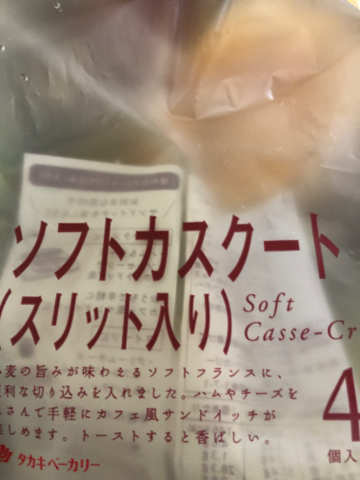 ソフトカスクート
(スリット入り)
Soft
Casse-Cr
麦の旨みが味わえるソフトフランスに、
利な切り込みを入れました。ハムやチーズを
さんで手軽にカフェ風サンドイッチが
しめます。トーストすると香ばしい。
4
個入
タカキベーカリー